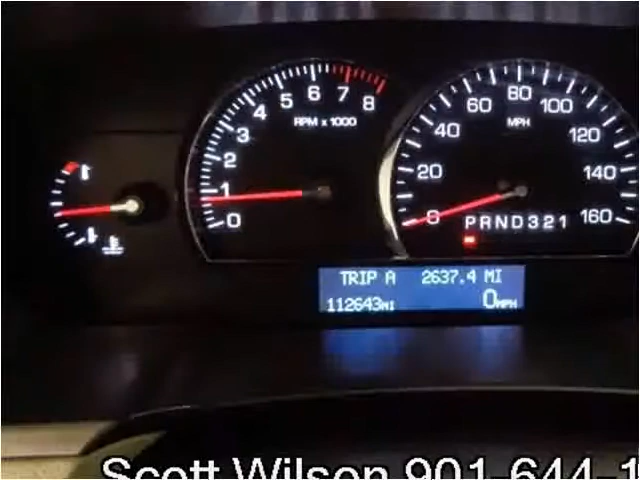 0 1 2 3 4 5 6 7 8
RPM x 1000
0 20 40 60 80 100 120 140 160
MPH
PRND321
TRIP A 2637.4 MI
112643MI 0MPH
Scott Wilson 901-644-1